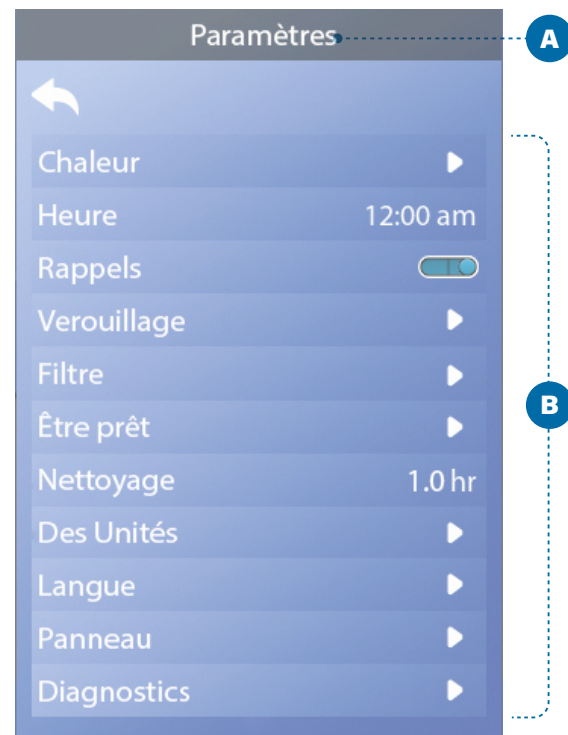 Paramètres
A
Chaleur
Heure 12:00 am
Rappels
Verouillage
Filtre
B
Être prêt
Nettoyage 1.0 hr
Des Unités
Langue
Panneau
Diagnostics